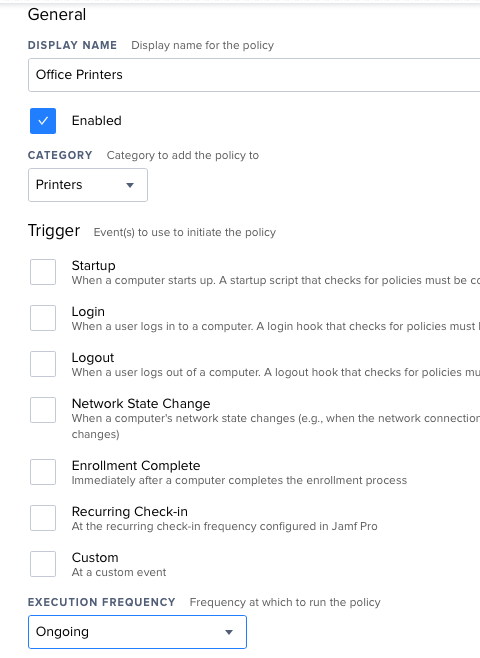 General
DISPLAY NAME Display name for the policy
Office Printers
Enabled
CATEGORY Category to add the policy to
Printers
Trigger Event(s) to use to initiate the policy
Startup
When a computer starts up. A startup script that checks for policies must be
Login
When a user logs in to a computer. A login hook that checks for policies must
Logout
When a user logs out of a computer. A logout hook that checks for policies
Network State Change
When a computer's network state changes (e.g., when the network connection
changes)
Enrollment Complete
Immediately after a computer completes the enrollment process
Recurring Check-in
At the recurring check-in frequency configured in Jamf Pro
Custom
At a custom event
EXECUTION FREQUENCY Frequency at which to run the policy
Ongoing